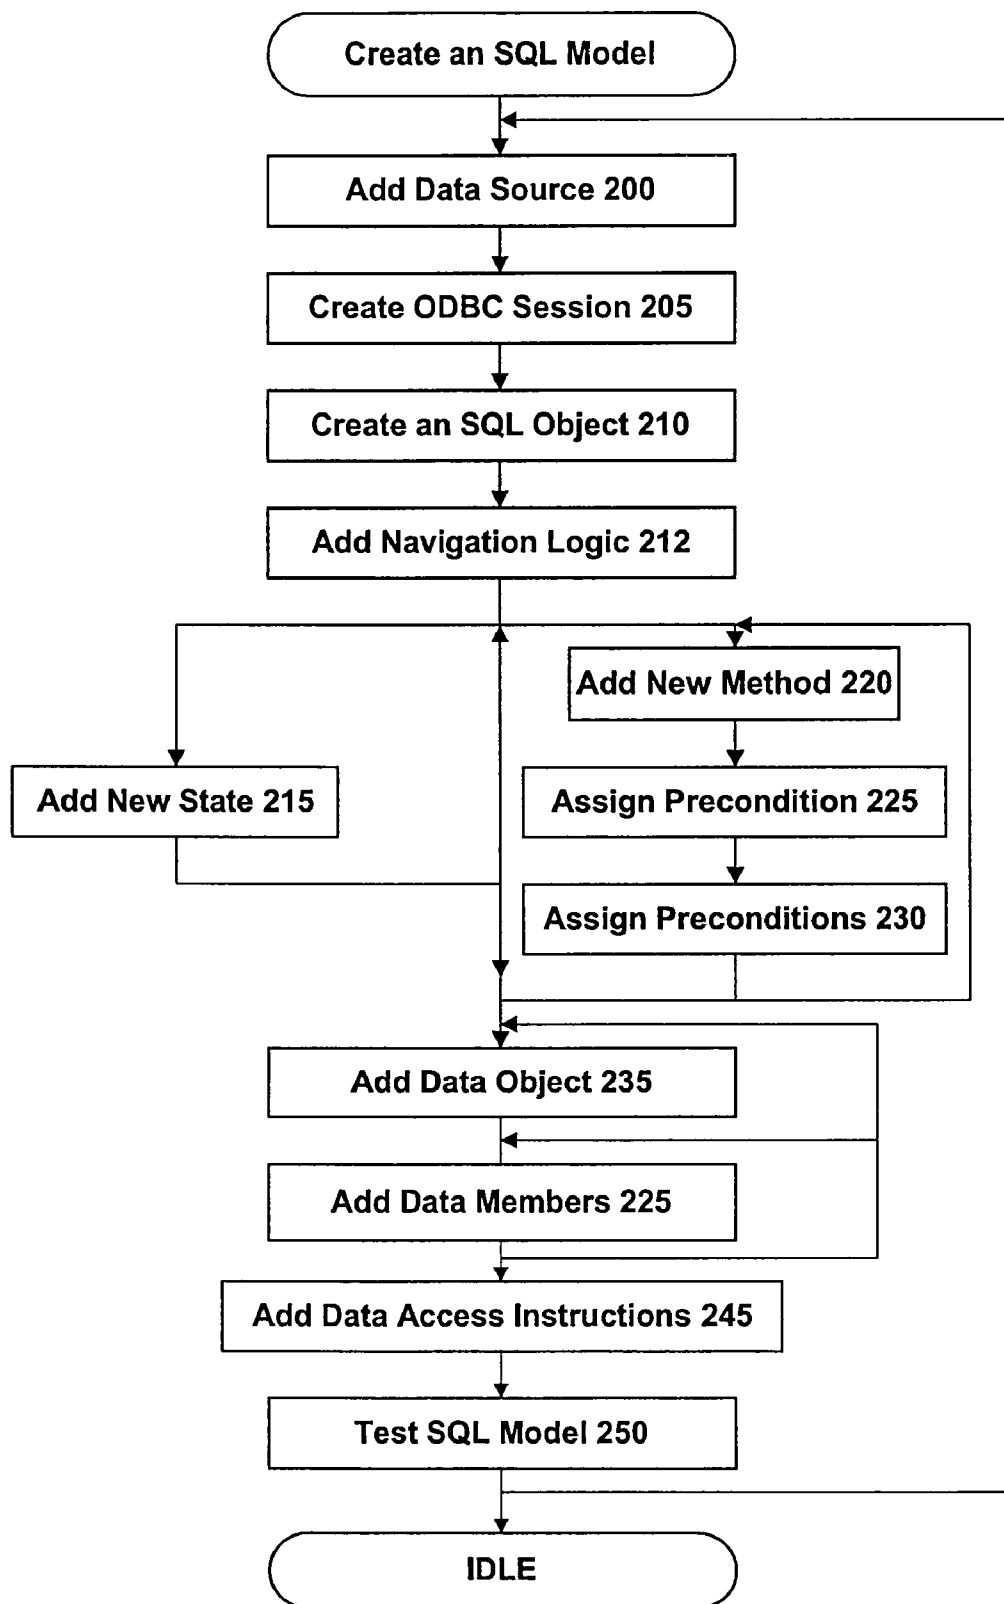 Create an SQL Model
Add Data Source 200
Create ODBC Session 205
Create an SQL Object 210
Add Navigation Logic 212
Add New Method 220
Add New State 215
Assign Precondition 225
Assign Preconditions 230
Add Data Object 235
Add Data Members 225
Add Data Access Instructions 245
Test SQL Model 250
IDLE